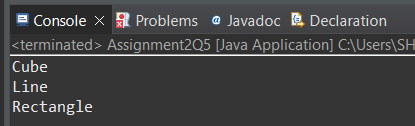 Console Problems @ Javadoc Declaration
<terminated> Assignment2Q5 [Java Application] C:\Users\SH
Cube
Line
Rectangle